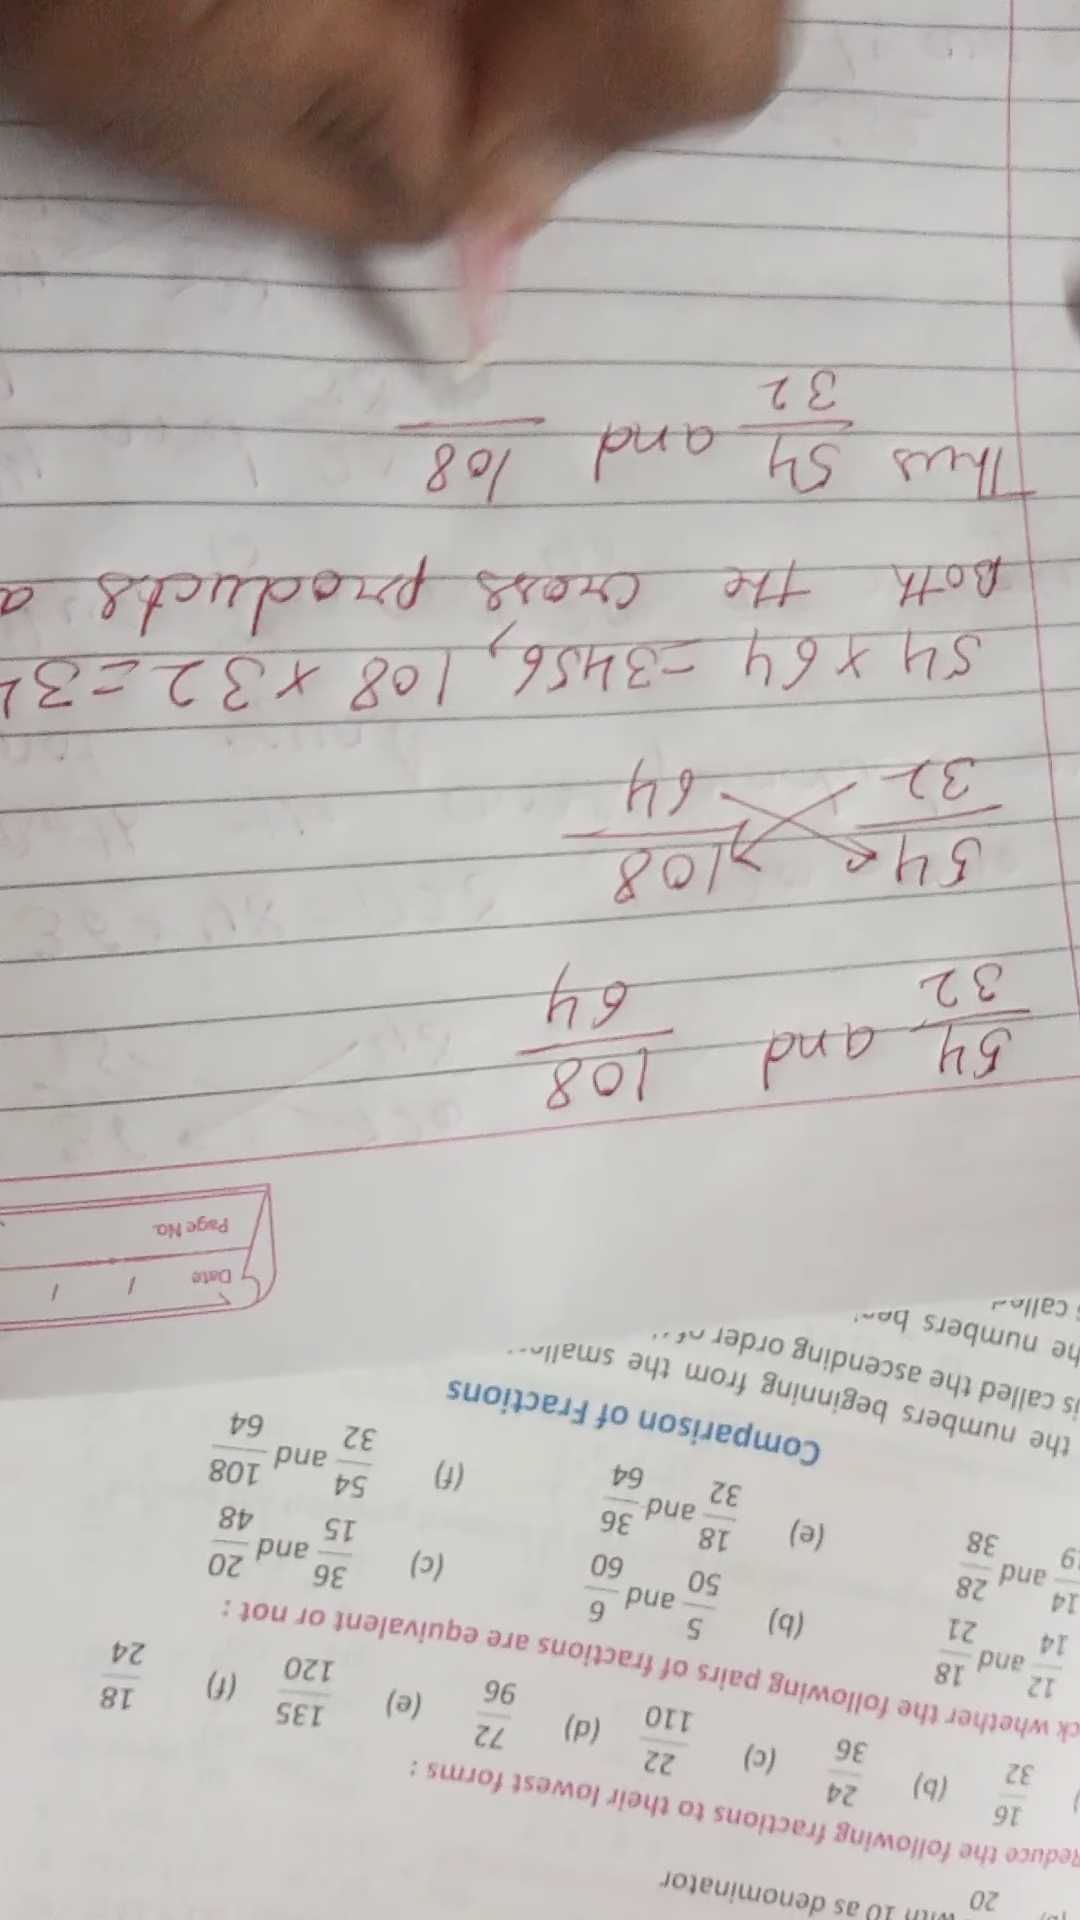 20
with 10 as denominator
Reduce the following fractions to their lowest forms :
16/32 (b) 24/36 (c) 22/110 (d) 72/96 (e) 135/120 (f) 18/24
whether the following pairs of fractions are equivalent or not :
12/14 and 18/21 (b) 5/50 and 6/60 (c) 36/15 and 20/48
14/19 and 28/38 (e) 18/32 and 36/64 (f) 54/32 and 108/64
Comparison of Fractions
the numbers beginning from the
is called the ascending order of
numbers
Date / /
Page No.
54/32 and 108/64
54/32 108/64
54 × 64 = 3456, 108 × 32 = 34
Both the cross products a
Thus 54/32 and 108